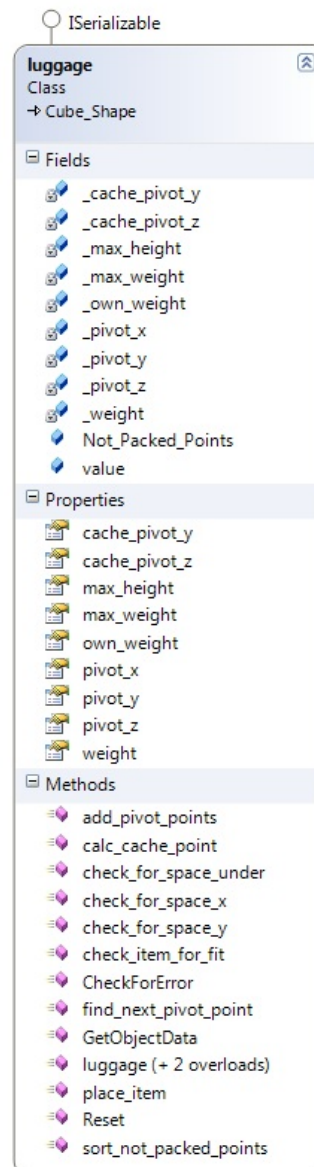 ISerializable
luggage
Class
Cube_Shape
Fields
_cache_pivot_y
_cache_pivot_z
_max_height
_max_weight
_own_weight
_pivot_x
_pivot_y
_pivot_z
_weight
Not_Packed_Points
value
Properties
cache_pivot_y
cache_pivot_z
max_height
max_weight
own_weight
pivot_x
pivot_y
pivot_z
weight
Methods
add_pivot_points
calc_cache_point
check_for_space_under
check_for_space_x
check_for_space_y
check_item_for_fit
CheckForError
find_next_pivot_point
GetObjectData
luggage (+ 2 overloads)
place_item
Reset
sort_not_packed_points